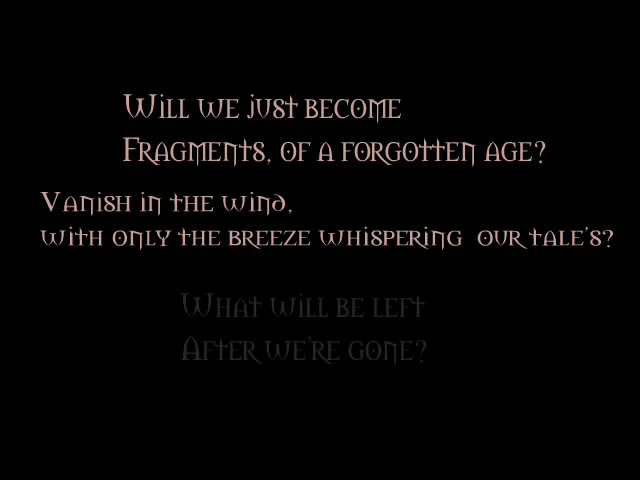 Will we just become
Fragments, of a forgotten age?
Vanish in the wind,
with only the breeze whispering our tale's?
What will be left
After we're gone?